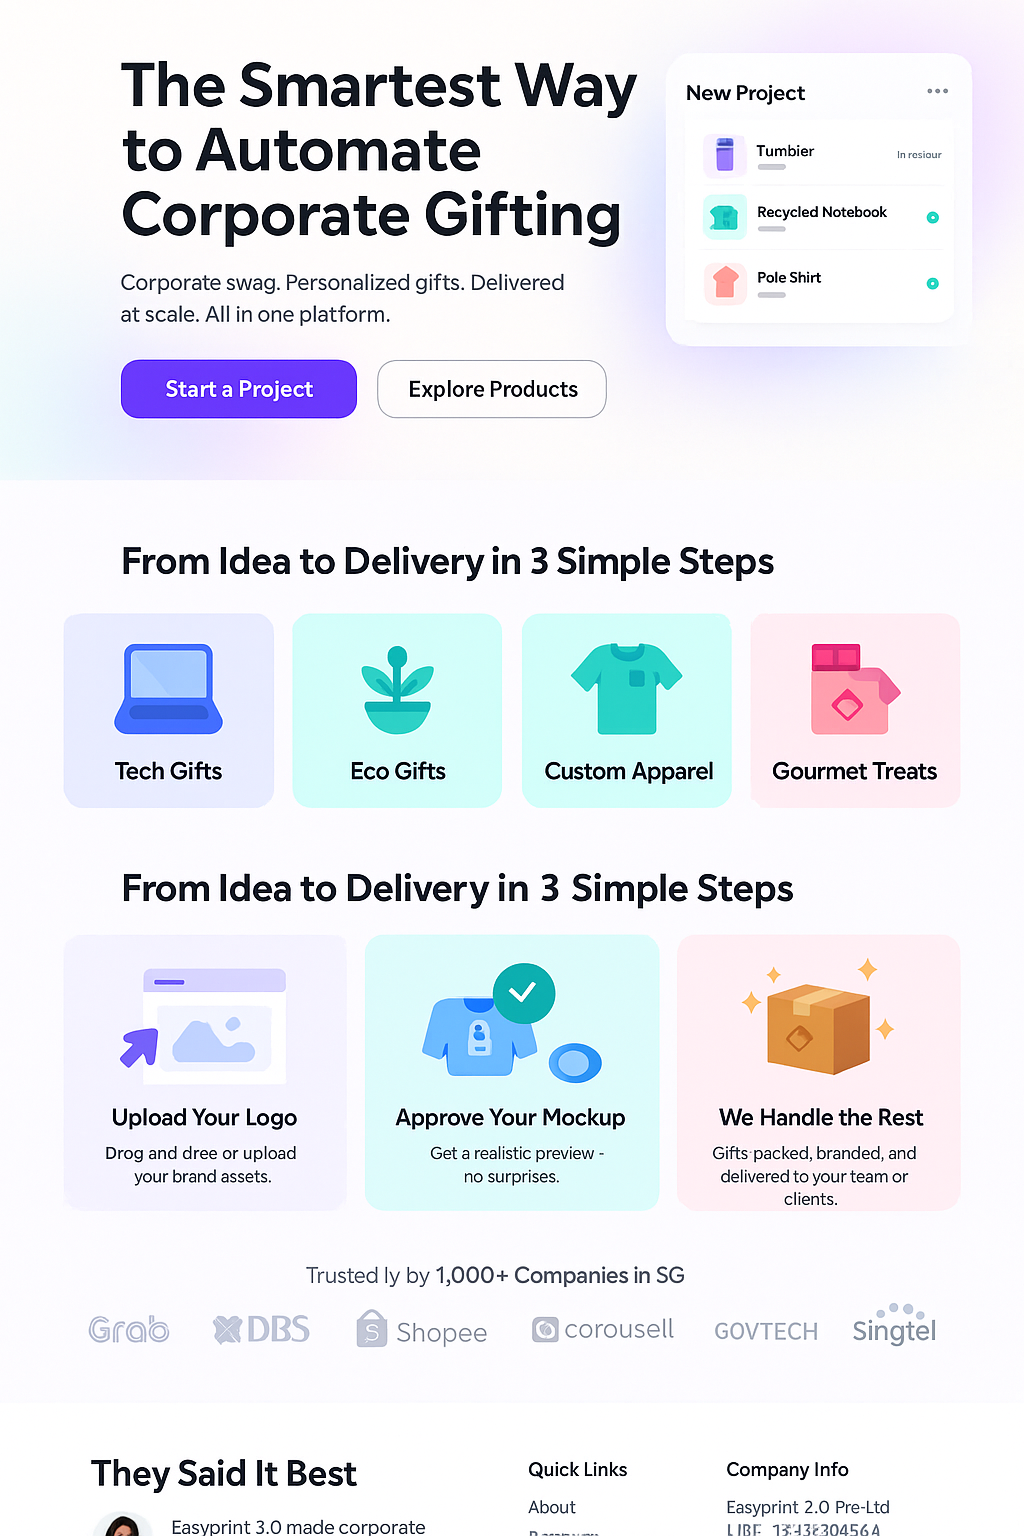 The Smartest Way
to Automate
Corporate Gifting
Corporate swag. Personalized gifts. Delivered
at scale. All in one platform.
Start a Project
Explore Products
New Project
Tumbier
In resiour
Recycled Notebook
Pole Shirt
From Idea to Delivery in 3 Simple Steps
Tech Gifts
Eco Gifts
Custom Apparel
Gourmet Treats
From Idea to Delivery in 3 Simple Steps
Upload Your Logo
Drog and dree or upload
your brand assets.
Approve Your Mockup
Get a realistic preview -
no surprises.
We Handle the Rest
Gifts packed, branded, and
delivered to your team or
clients.
Trusted ly by 1,000+ Companies in SG
Grab
DBS
S Shopee
corousell
GOVTECH
Singtel
They Said It Best
Easyprint 3.0 made corporate
Quick Links
About
Company Info
Easyprint 2.0 Pre-Ltd